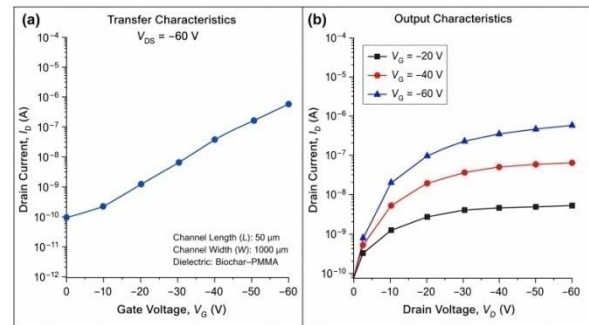 (a)
Transfer Characteristics
V_DS = −60 V
Drain Current, I_D (A)
10⁻⁴
10⁻⁵
10⁻⁶
10⁻⁷
10⁻⁸
10⁻⁹
10⁻¹⁰
10⁻¹¹
10⁻¹²
Channel Length (L): 50 µm
Channel Width (W): 1000 µm
Dielectric: Biochar–PMMA
0 −10 −20 −30 −40 −50 −60
Gate Voltage, V_G (V)
(b)
Output Characteristics
V_G = −20 V
V_G = −40 V
V_G = −60 V
Drain Current, I_D (A)
10⁻⁴
10⁻⁴
10⁻⁵
10⁻⁶
10⁻⁷
10⁻⁸
10⁻⁹
10⁻¹⁰
0 −10 −20 −30 −40 −50 −60
Drain Voltage, V_D (V)